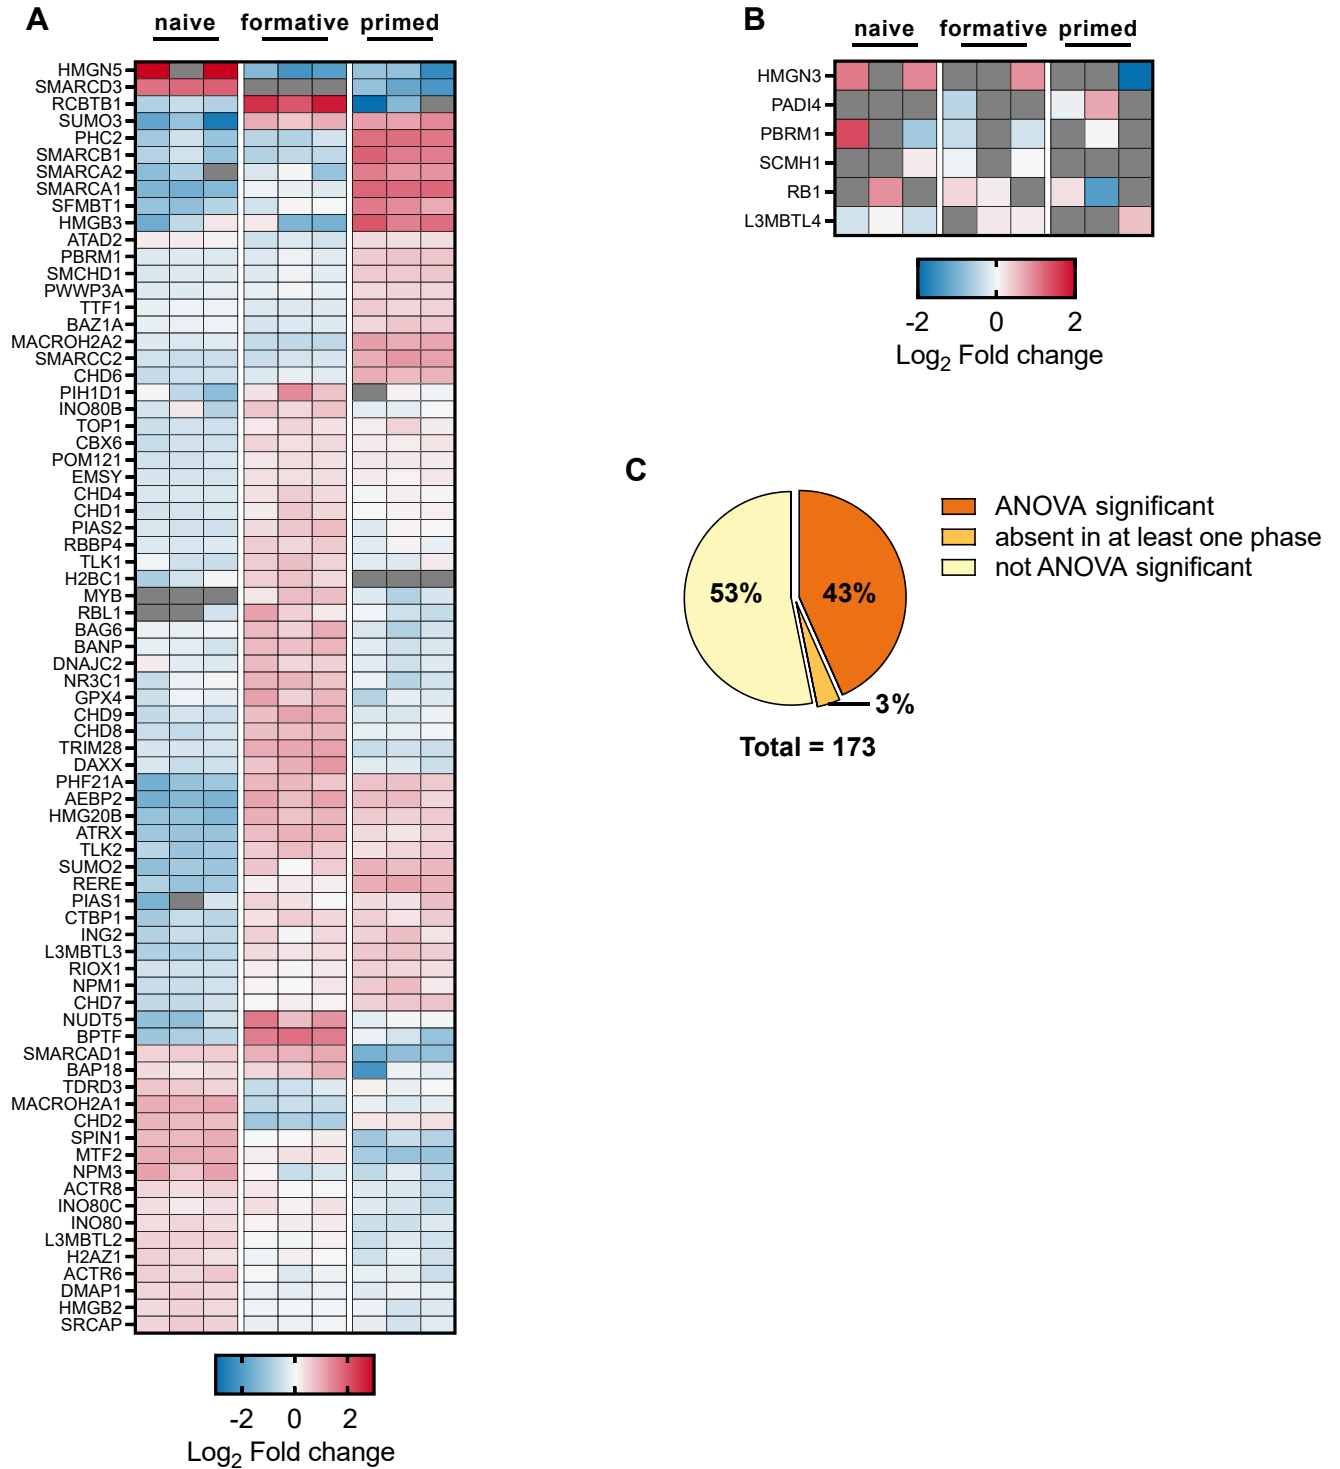 A
naive formative primed
HMGN5
SMARCD3
RCBTB1
SUMO3
PHC2
SMARCB1
SMARCA2
SMARCA1
SFMBT1
HMGB3
ATAD2
PBRM1
SMCHD1
PWWP3A
TTF1
BAZ1A
MACROH2A2
SMARCC2
CHD6
PIH1D1
INO80B
TOP1
CBX6
POM121
EMSY
CHD4
CHD1
PIAS2
RBBP4
TLK1
H2BC1
MYB
RBL1
BAG6
BANP
DNAJC2
NR3C1
GPX4
CHD9
CHD8
TRIM28
DAXX
PHF21A
AEBP2
HMG20B
ATRX
TLK2
SUMO2
RERE
PIAS1
CTBP1
ING2
L3MBTL3
RIOX1
NPM1
CHD7
NUDT5
BPTF
SMARCAD1
BAP18
TDRD3
MACROH2A1
CHD2
SPIN1
MTF2
NPM3
ACTR8
INO80C
INO80
L3MBTL2
H2AZ1
ACTR6
DMAP1
HMGB2
SRCAP
-2 0 2
Log2 Fold change
B
naive formative primed
HMGN3
PADI4
PBRM1
SCMH1
RB1
L3MBTL4
-2 0 2
Log2 Fold change
C
53% 43%
3%
Total = 173
ANOVA significant
absent in at least one phase
not ANOVA significant